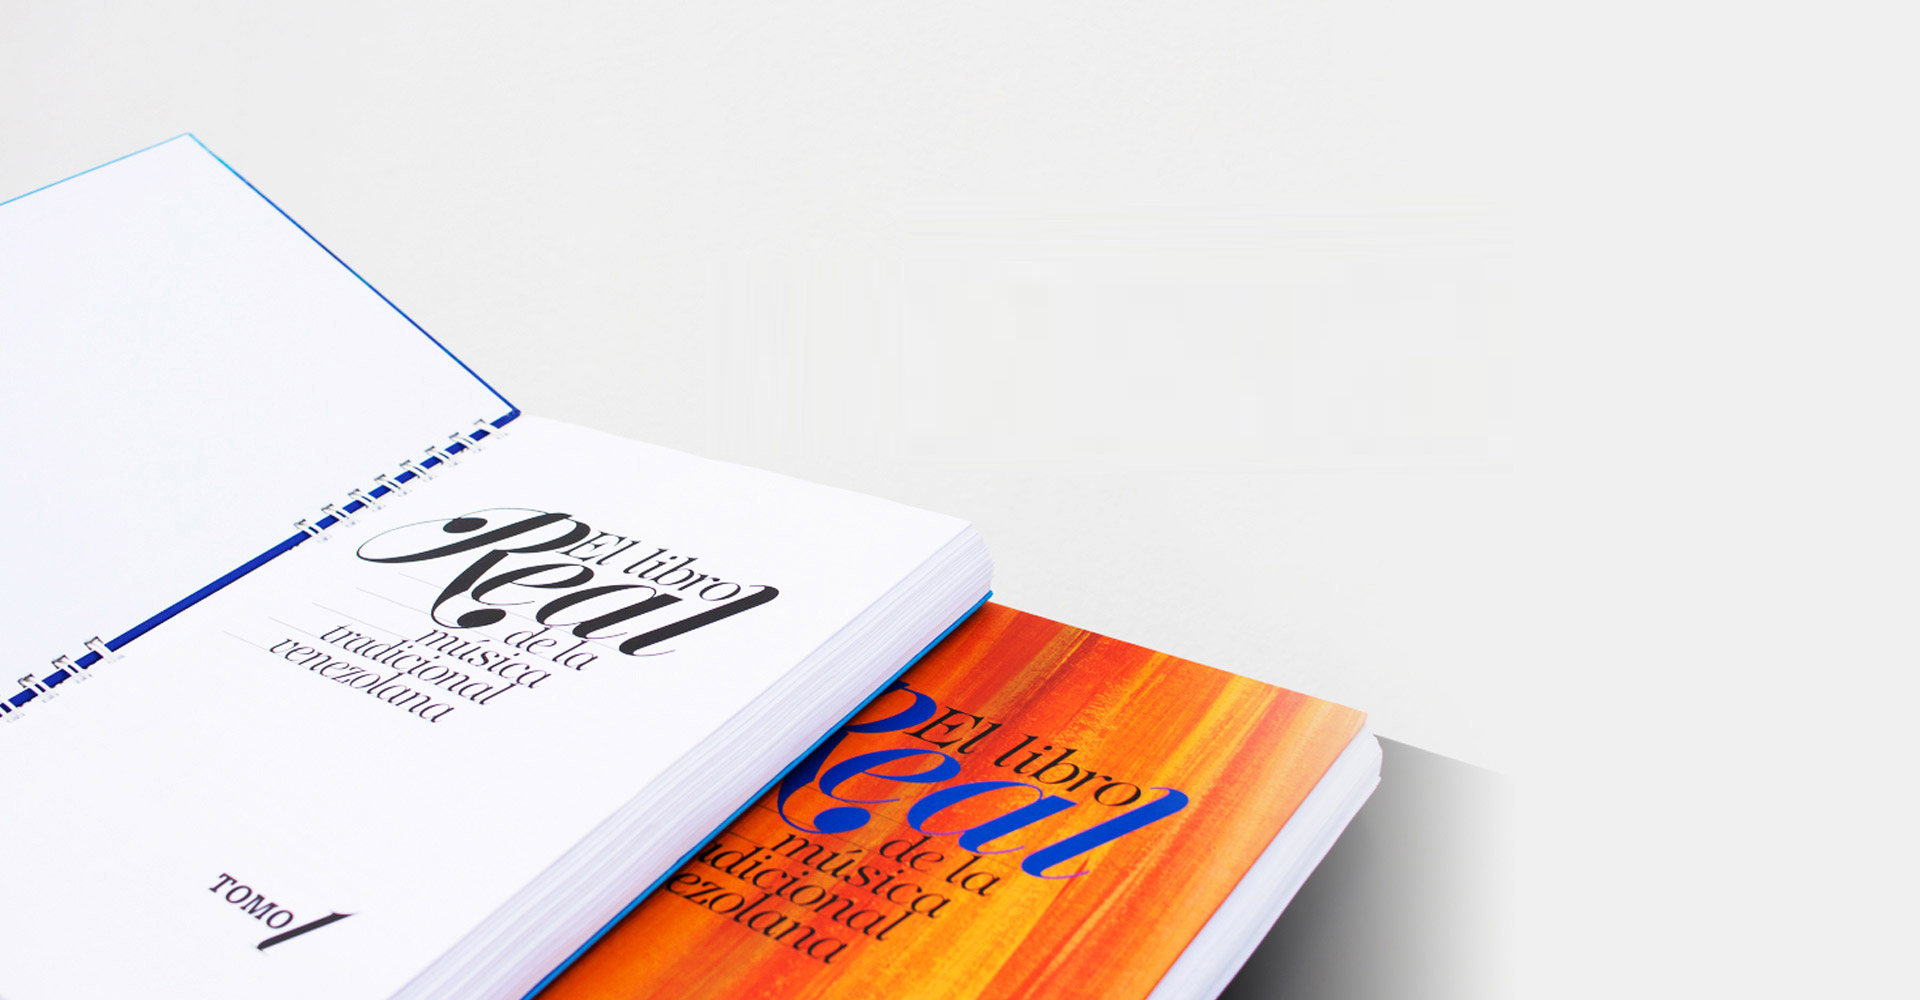 El libro
Real
de la
música
tradicional
venezolana
TOMO 1
El libro
Real
de la
música
adicional
ezolana